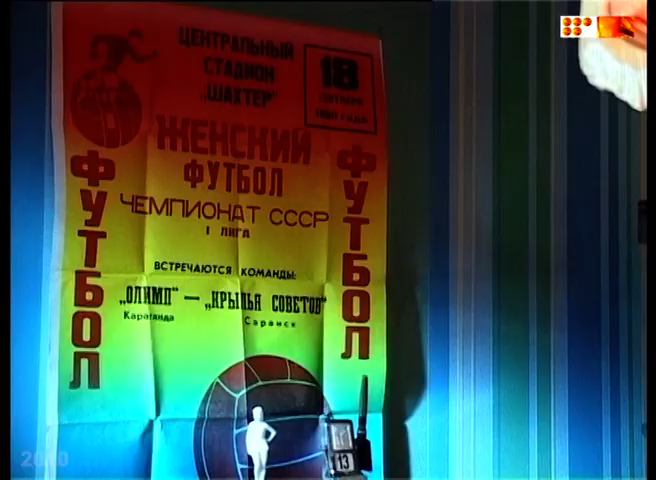 ЦЕНТРАЛЬНЫЙ
СТАДИОН
„ШАХТЕР"
18
ЖЕНСКИЙ
ФУТБОЛ
ЧЕМПИОНАТ СССР
I ЛИГА
ВСТРЕЧАЮТСЯ КОМАНДЫ:
„ОЛИМП" — „КРЫЛЬЯ СОВЕТОВ"
Караганда
Саранск
ФУТБОЛ
ФУТБОЛ
13